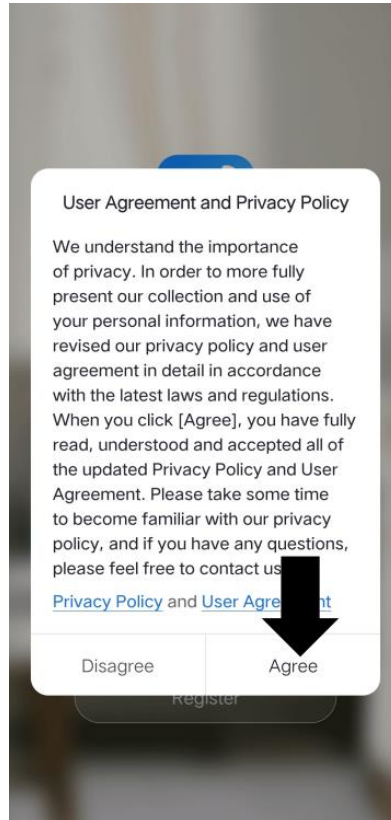 User Agreement and Privacy Policy
We understand the importance
of privacy. In order to more fully
present our collection and use of
your personal information, we have
revised our privacy policy and user
agreement in detail in accordance
with the latest laws and regulations.
When you click [Agree], you have fully
read, understood and accepted all of
the updated Privacy Policy and User
Agreement. Please take some time
to become familiar with our privacy
policy, and if you have any questions,
please feel free to contact us
Privacy Policy and User
Disagree Agree
Register